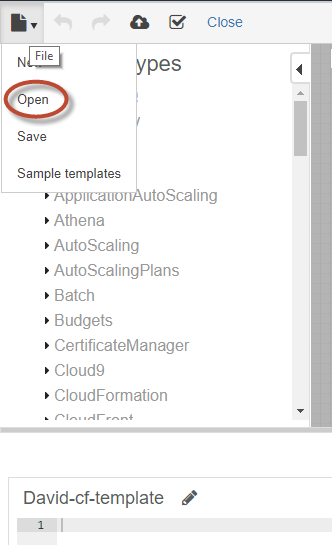 Close
File
ypes
Open
Save
Sample templates
ApplicationAutoScaling
Athena
AutoScaling
AutoScalingPlans
Batch
Budgets
CertificateManager
Cloud9
CloudFormation
CloudFront
David-cf-template
1